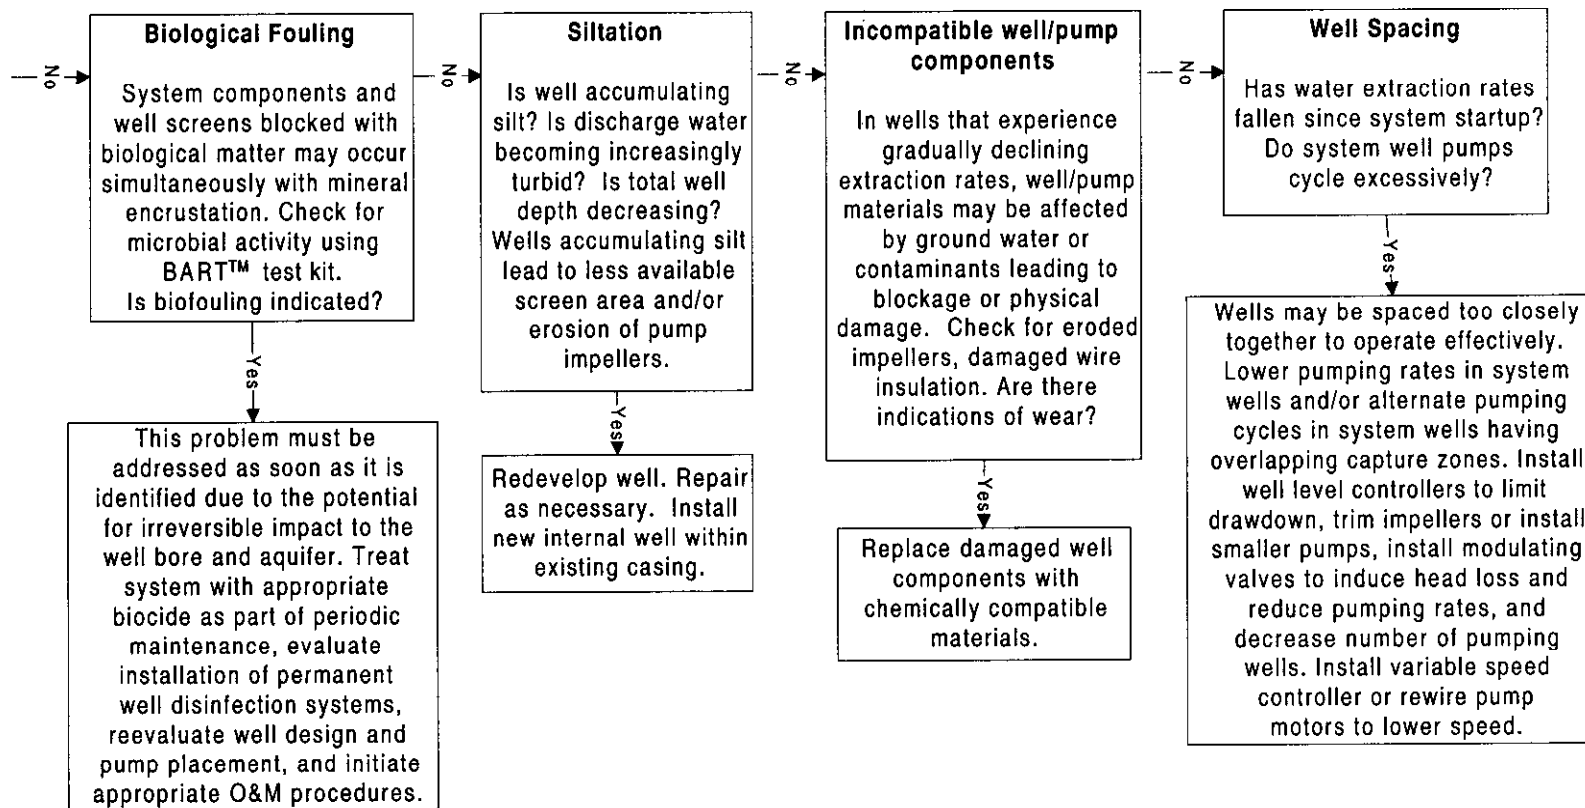 No
Biological Fouling
System components and
well screens blocked with
biological matter may occur
simultaneously with mineral
encrustation. Check for
microbial activity using
BART™ test kit.
Is biofouling indicated?
Yes
This problem must be
addressed as soon as it is
identified due to the potential
for irreversible impact to the
well bore and aquifer. Treat
system with appropriate
biocide as part of periodic
maintenance, evaluate
installation of permanent
well disinfection systems,
reevaluate well design and
pump placement, and initiate
appropriate O&M procedures.
No
Siltation
Is well accumulating
silt? Is discharge water
becoming increasingly
turbid? Is total well
depth decreasing?
Wells accumulating silt
lead to less available
screen area and/or
erosion of pump
impellers.
Yes
Redevelop well. Repair
as necessary. Install
new internal well within
existing casing.
No
Incompatible well/pump
components
In wells that experience
gradually declining
extraction rates, well/pump
materials may be affected
by ground water or
contaminants leading to
blockage or physical
damage. Check for eroded
impellers, damaged wire
insulation. Are there
indications of wear?
Yes
Replace damaged well
components with
chemically compatible
materials.
No
Well Spacing
Has water extraction rates
fallen since system startup?
Do system well pumps
cycle excessively?
Yes
Wells may be spaced too closely
together to operate effectively.
Lower pumping rates in system
wells and/or alternate pumping
cycles in system wells having
overlapping capture zones. Install
well level controllers to limit
drawdown, trim impellers or install
smaller pumps, install modulating
valves to induce head loss and
reduce pumping rates, and
decrease number of pumping
wells. Install variable speed
controller or rewire pump
motors to lower speed.